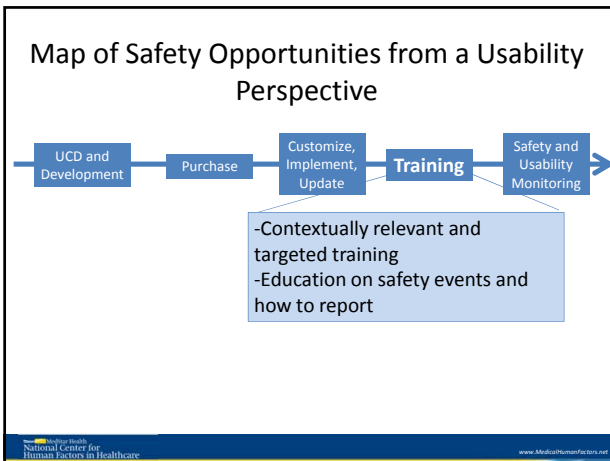 Map of Safety Opportunities from a Usability
Perspective
UCD and
Development
Purchase
Customize,
Implement,
Update
Training
Safety and
Usability
Monitoring
-Contextually relevant and
targeted training
-Education on safety events and
how to report
MedStar Health
National Center for
Human Factors in Healthcare
www.MedicalHumanFactors.net